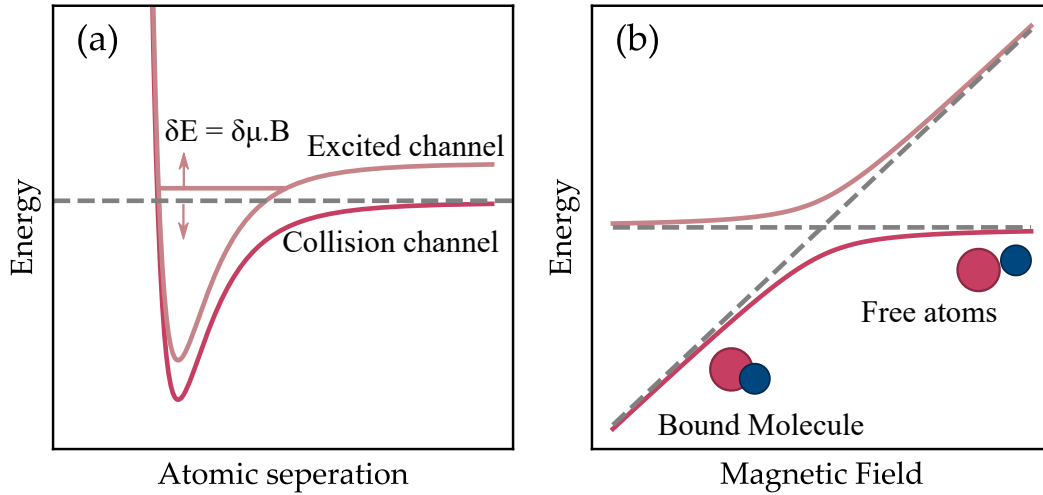 (a)
δE = δμ.B
Excited channel
Collision channel
Energy
Atomic seperation
(b)
Free atoms
Bound Molecule
Energy
Magnetic Field